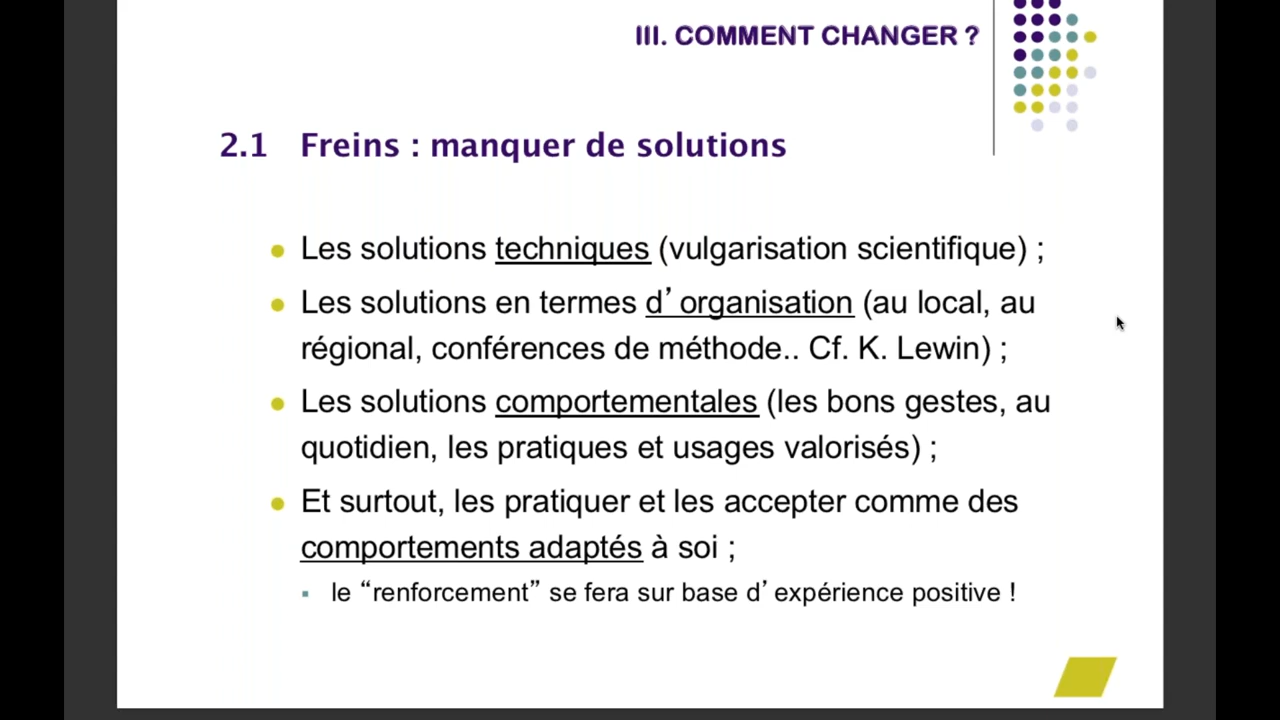 III. COMMENT CHANGER ?
2.1 Freins : manquer de solutions
Les solutions techniques (vulgarisation scientifique) ;
Les solutions en termes d’organisation (au local, au
régional, conférences de méthode.. Cf. K. Lewin) ;
Les solutions comportementales (les bons gestes, au
quotidien, les pratiques et usages valorisés) ;
Et surtout, les pratiquer et les accepter comme des
comportements adaptés à soi ;
le “renforcement” se fera sur base d’expérience positive !